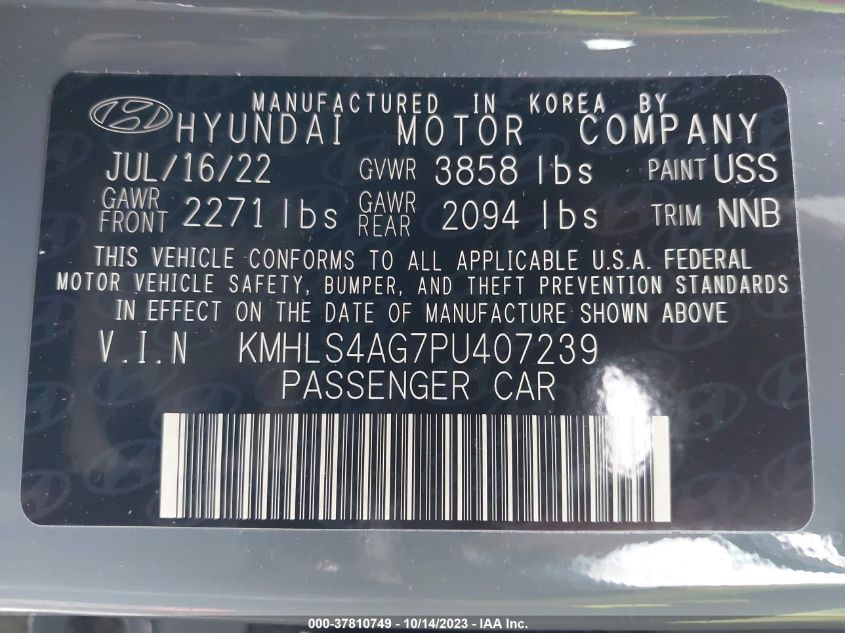 MANUFACTURED IN KOREA BY
HYUNDAI MOTOR COMPANY
JUL/16/22 GVWR 3858 lbs PAINT USS
GAWR FRONT 2271 lbs GAWR REAR 2094 lbs TRIM NNB
THIS VEHICLE CONFORMS TO ALL APPLICABLE U.S.A. FEDERAL
MOTOR VEHICLE SAFETY, BUMPER, AND THEFT PREVENTION STANDARDS
IN EFFECT ON THE DATE OF MANUFACTURE SHOWN ABOVE
V.I.N KMHLS4AG7PU407239
PASSENGER CAR
000-37810749 - 10/14/2023 - IAA Inc.